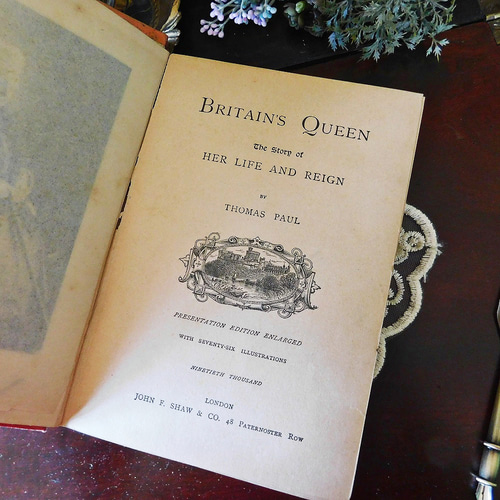 BRITAIN'S QUEEN
The Story of
HER LIFE AND REIGN
BY
THOMAS PAUL
PRESENTATION EDITION ENLARGED
WITH SEVENTY-SIX ILLUSTRATIONS
NINETIETH THOUSAND
LONDON
JOHN F. SHAW & CO. 48 PATERNOSTER ROW